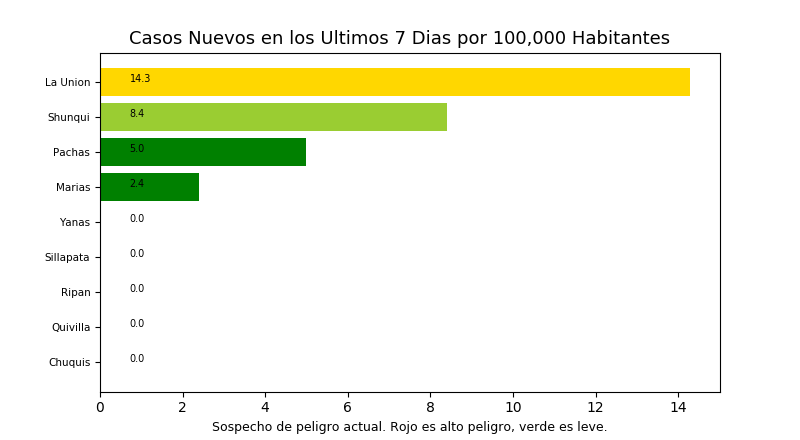 Casos Nuevos en los Ultimos 7 Dias por 100,000 Habitantes
La Union 14.3
Shunqui 8.4
Pachas 5.0
Marias 2.4
Yanas 0.0
Sillapata 0.0
Ripan 0.0
Quivilla 0.0
Chuquis 0.0
0 2 4 6 8 10 12 14
Sospecho de peligro actual. Rojo es alto peligro, verde es leve.